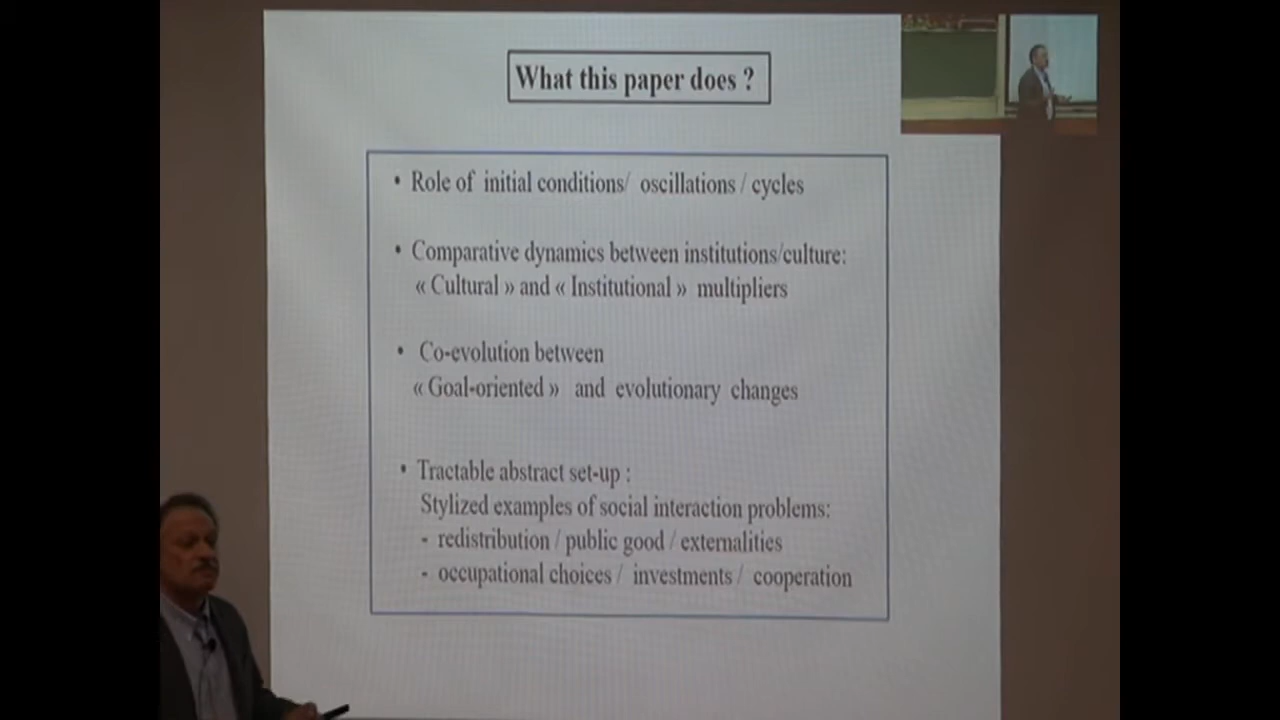 What this paper does ?
• Role of initial conditions/ oscillations / cycles
• Comparative dynamics between institutions/culture:
« Cultural » and « Institutional » multipliers
• Co-evolution between
« Goal-oriented » and evolutionary changes
• Tractable abstract set-up :
Stylized examples of social interaction problems:
- redistribution / public good / externalities
- occupational choices / investments / cooperation